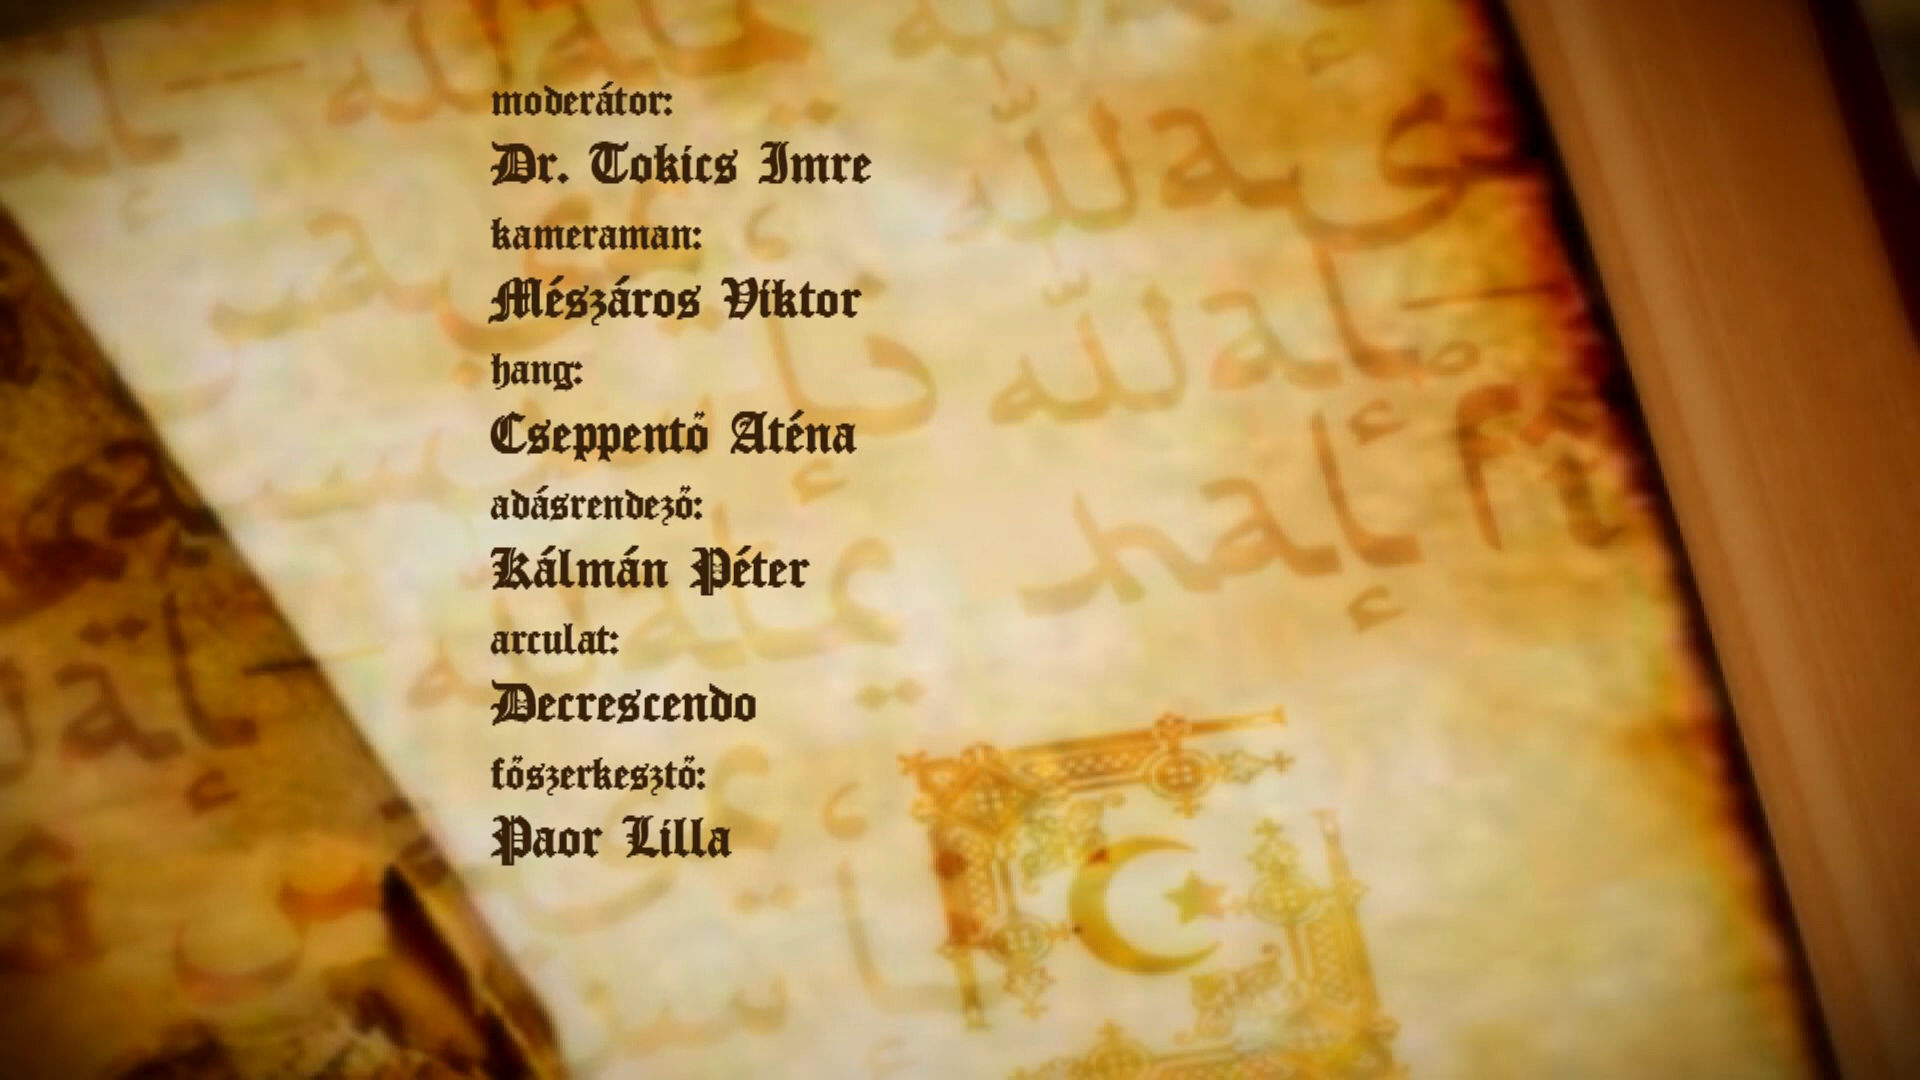 moderátor:
Dr. Tokics Imre
kameraman:
Mészáros Viktor
hang:
Cseppentő Aténa
adásrendező:
Kálmán Péter
arculat:
Decrescendo
főszerkesztő:
Paor Lilla